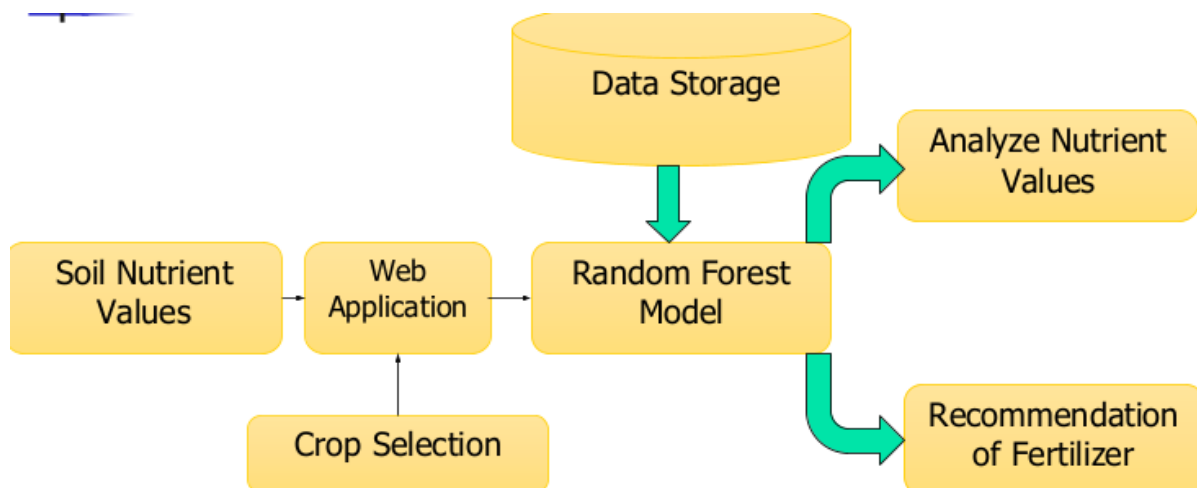 Data Storage
Analyze Nutrient
Values
Soil Nutrient
Values
Web
Application
Random Forest
Model
Crop Selection
Recommendation
of Fertilizer